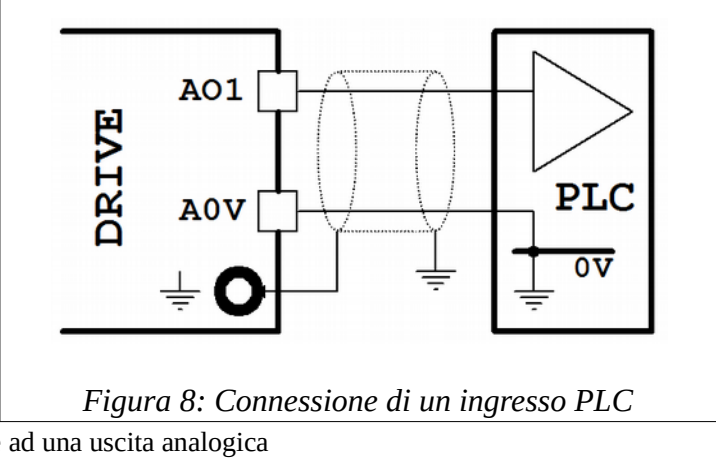 AO1
DRIVE
A0V
PLC
0V
Figura 8: Connessione di un ingresso PLC
ad una uscita analogica